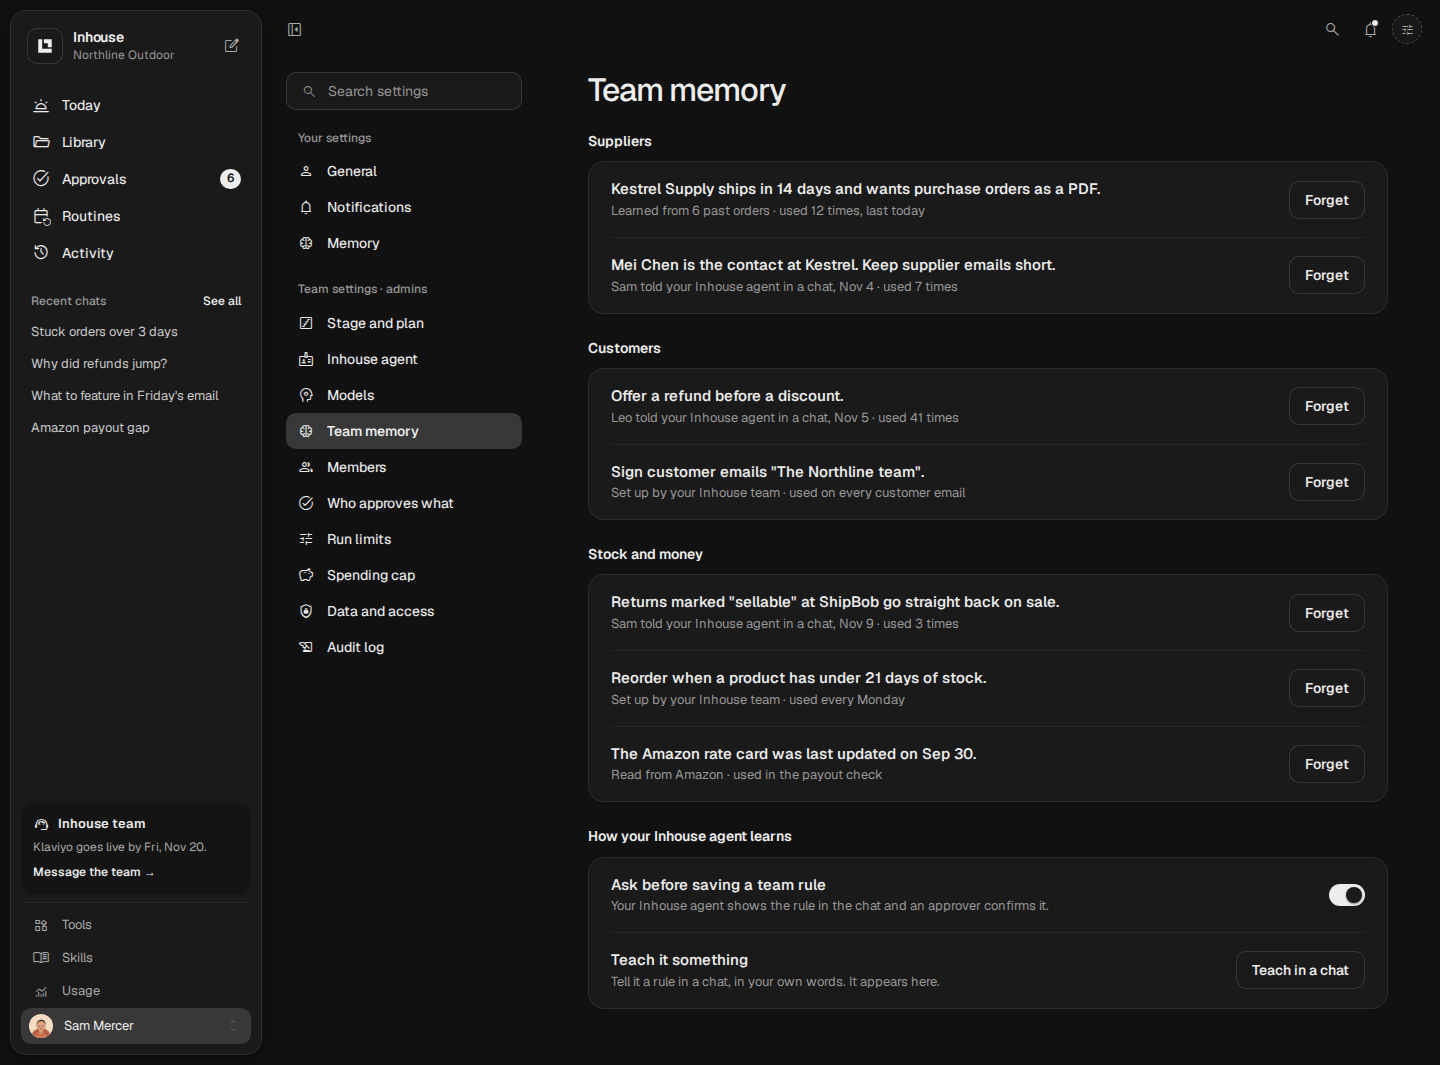 Inhouse
Northline Outdoor
Today
Library
Approvals
6
Routines
Activity
Recent chats
See all
Stuck orders over 3 days
Why did refunds jump?
What to feature in Friday's email
Amazon payout gap
Inhouse team
Klaviyo goes live by Fri, Nov 20.
Message the team →
Tools
Skills
Usage
Sam Mercer
Search settings
Your settings
General
Notifications
Memory
Team settings · admins
Stage and plan
Inhouse agent
Models
Team memory
Members
Who approves what
Run limits
Spending cap
Data and access
Audit log
Team memory
Suppliers
Kestrel Supply ships in 14 days and wants purchase orders as a PDF.
Learned from 6 past orders · used 12 times, last today
Forget
Mei Chen is the contact at Kestrel. Keep supplier emails short.
Sam told your Inhouse agent in a chat, Nov 4 · used 7 times
Forget
Customers
Offer a refund before a discount.
Leo told your Inhouse agent in a chat, Nov 5 · used 41 times
Forget
Sign customer emails "The Northline team".
Set up by your Inhouse team · used on every customer email
Forget
Stock and money
Returns marked "sellable" at ShipBob go straight back on sale.
Sam told your Inhouse agent in a chat, Nov 9 · used 3 times
Forget
Reorder when a product has under 21 days of stock.
Set up by your Inhouse team · used every Monday
Forget
The Amazon rate card was last updated on Sep 30.
Read from Amazon · used in the payout check
Forget
How your Inhouse agent learns
Ask before saving a team rule
Your Inhouse agent shows the rule in the chat and an approver confirms it.
Teach it something
Tell it a rule in a chat, in your own words. It appears here.
Teach in a chat